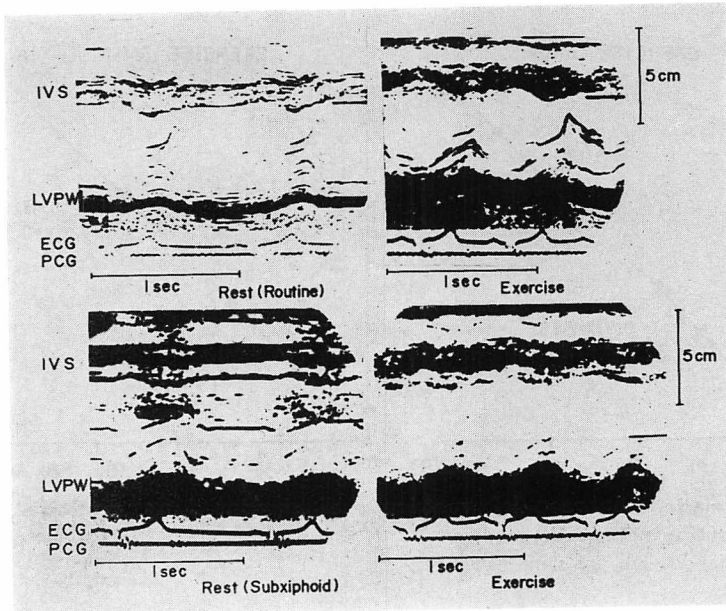 IVS
5cm
LVPW
ECG
PCG
1sec
Rest (Routine)
1sec
Exercise
IVS
5cm
LVPW
ECG
PCG
1sec
Rest (Subxiphoid)
1sec
Exercise